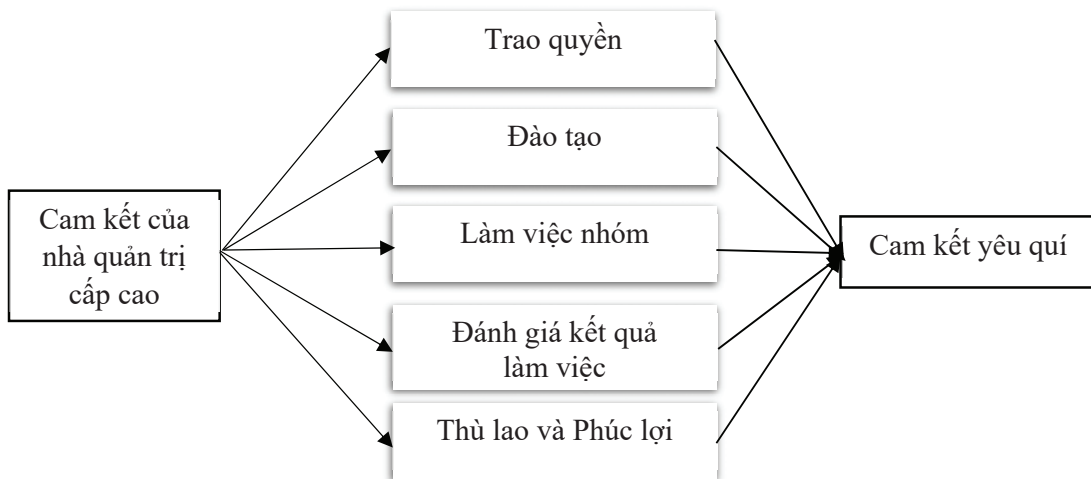 Trao quyền
Đào tạo
Cam kết của
nhà quản trị
cấp cao
Làm việc nhóm
Cam kết yêu quí
Đánh giá kết quả
làm việc
Thù lao và Phúc lợi